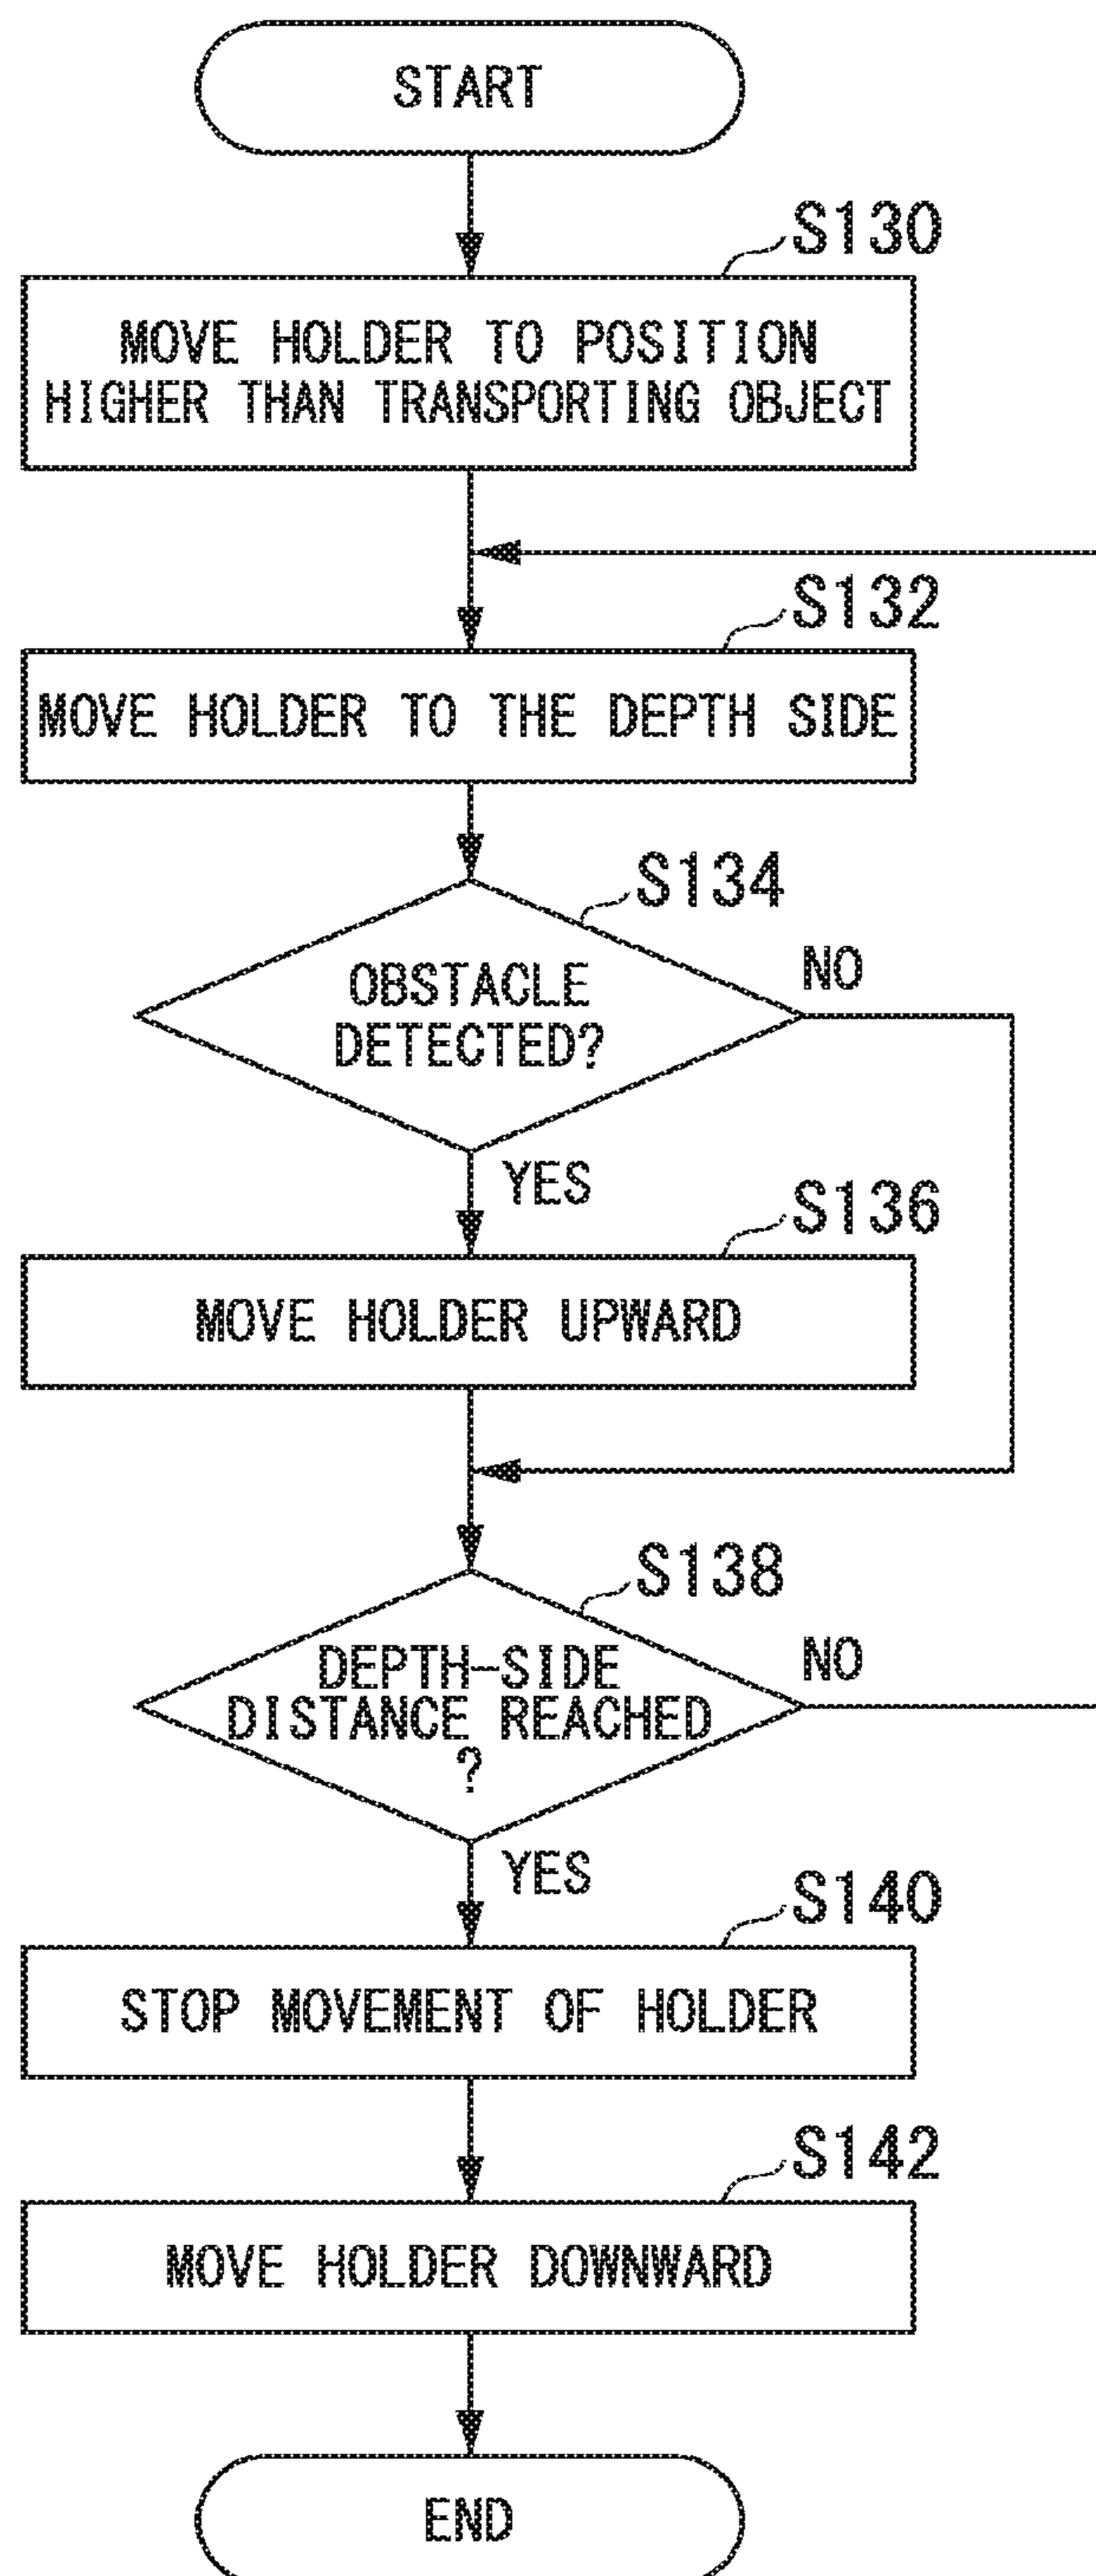 START
S130
MOVE HOLDER TO POSITION
HIGHER THAN TRANSPORTING OBJECT
S132
MOVE HOLDER TO THE DEPTH SIDE
S134
OBSTACLE
DETECTED?
NO
YES
S136
MOVE HOLDER UPWARD
S138
DEPTH-SIDE
DISTANCE REACHED
?
NO
YES
S140
STOP MOVEMENT OF HOLDER
S142
MOVE HOLDER DOWNWARD
END